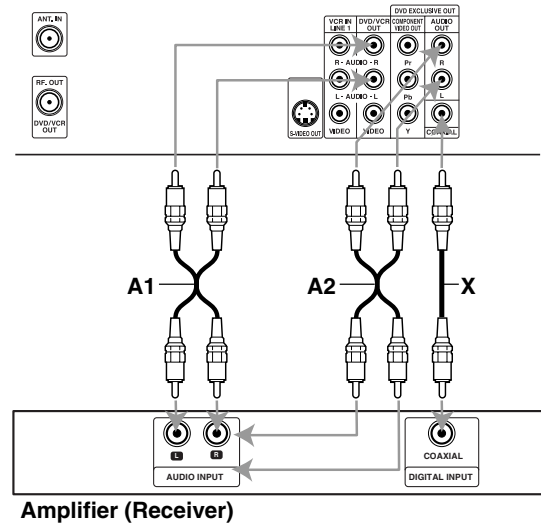 DVD EXCLUSIVE OUT
ANT. IN
VCR IN
LINE 1
DVD/VCR
OUT
COMPONENT
VIDEO OUT
AUDIO
OUT
R - AUDIO - R
Pr
R
RF. OUT
L - AUDIO - L
Pb
L
DVD/VCR
OUT
S-VIDEO OUT
VIDEO
VIDEO
Y
COAXIAL
A1
A2
X
L
R
COAXIAL
AUDIO INPUT
DIGITAL INPUT
Amplifier (Receiver)